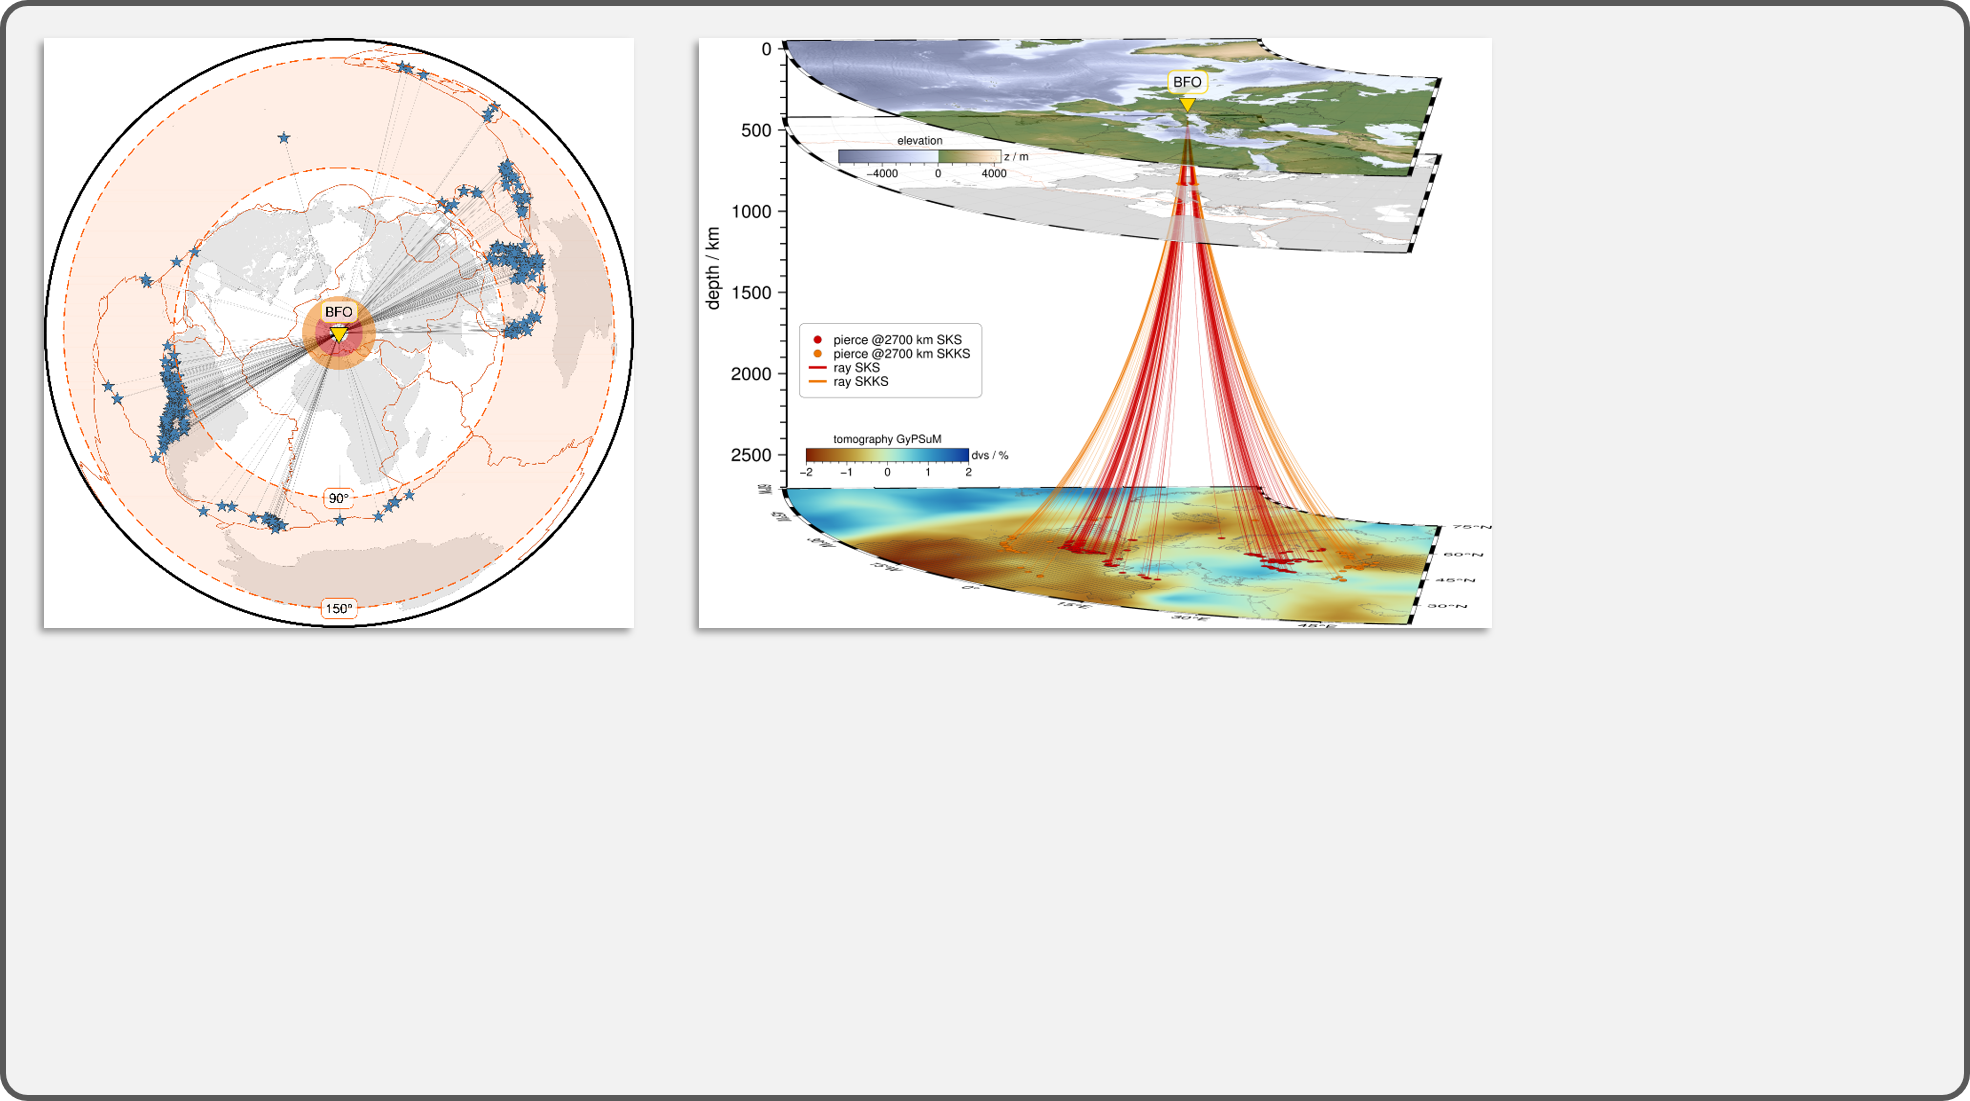 BFO
90°
150°
0
500
1000
1500
2000
2500
depth / km
BFO
elevation
z / m
−4000 0 4000
pierce @2700 km SKS
pierce @2700 km SKKS
ray SKS
ray SKKS
tomography GyPSuM
dvs / %
−2 −1 0 1 2
75°N
60°N
45°N
30°N
15°W
0°
15°E
30°E
45°E